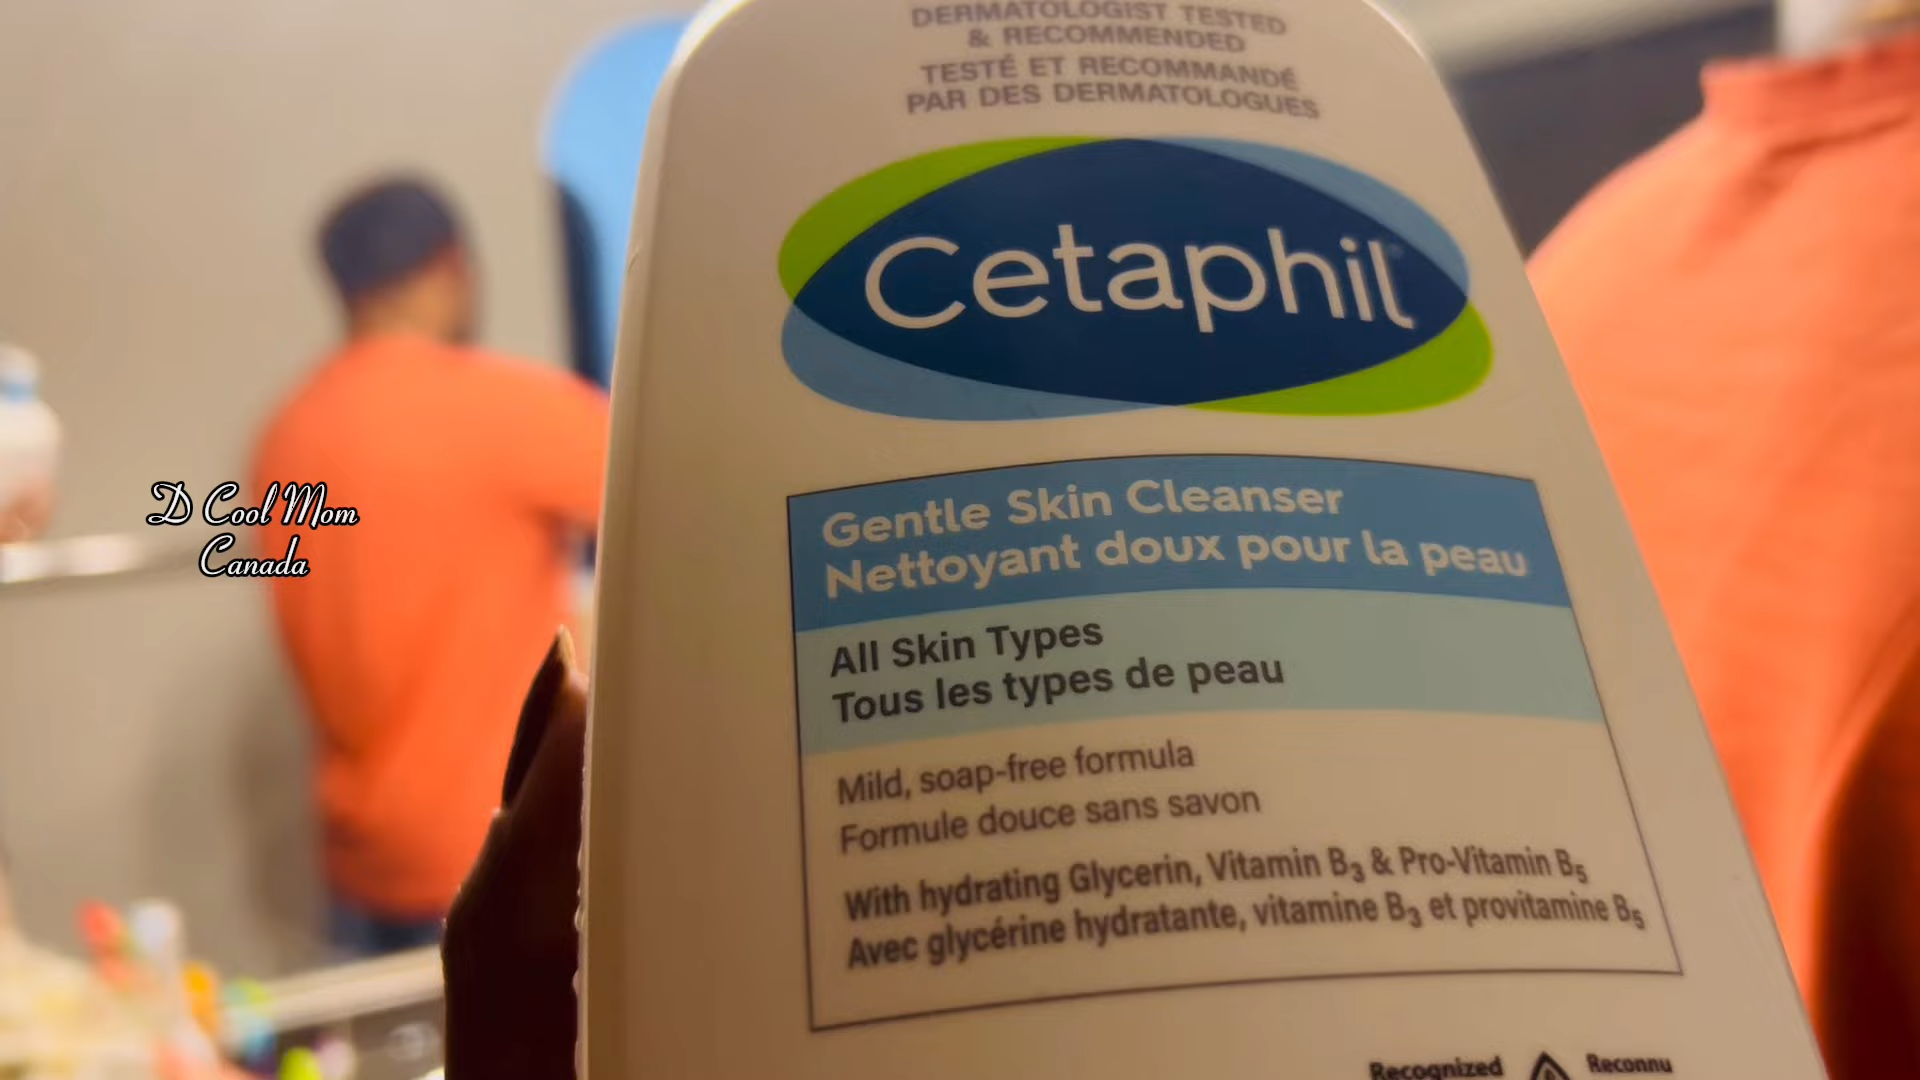 DERMATOLOGIST TESTED
& RECOMMENDED
TESTÉ ET RECOMMANDÉ
PAR DES DERMATOLOGUES
Cetaphil
Gentle Skin Cleanser
Nettoyant doux pour la peau
All Skin Types
Tous les types de peau
Mild, soap-free formula
Formule douce sans savon
With hydrating Glycerin, Vitamin B₃ & Pro-Vitamin B₅
Avec glycérine hydratante, vitamine B₃ et provitamine B₅
Recognized Reconnu
D Cool Mom
Canada